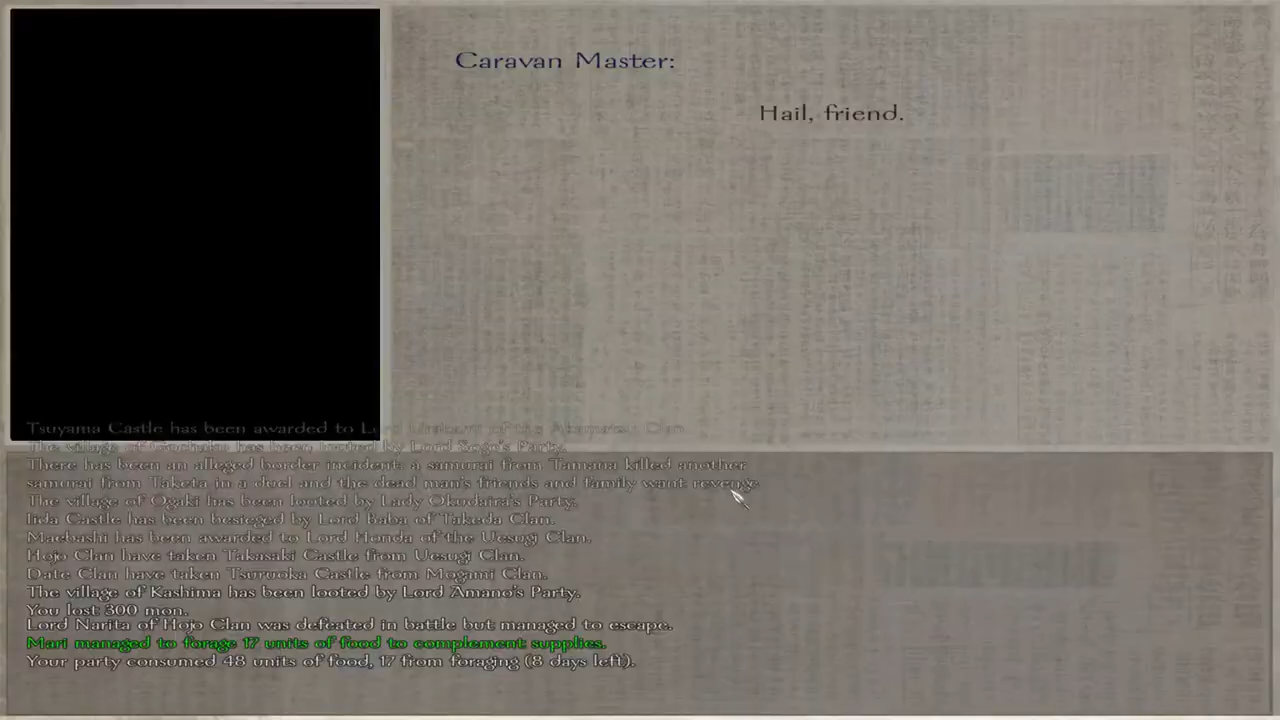 Caravan Master:
Hail, friend.
Tsuyama Castle has been awarded to Lord of the Akamatsu Clan.
The village of has been looted by Lord Sogo's Party.
There has been an alleged border incident: a samurai from Tamana killed another
samurai from Taketa in a duel and the dead man's friends and family want revenge.
The village of Oyaki has been looted by Lady Okudaira's Party.
Iida Castle has been besieged by Lord Baba of Takeda Clan.
Maebashi has been awarded to Lord Honda of the Uesugi Clan.
Hojo Clan have taken Takasaki Castle from Uesugi Clan.
Date Clan have taken Tsuruoka Castle from Mogami Clan.
The village of Kashima has been looted by Lord Amano's Party.
You lost 300 mon.
Lord Narita of Hojo Clan was defeated in battle but managed to escape.
Mari managed to forage 17 units of food to complement supplies.
Your party consumed 48 units of food, 17 from foraging (8 days left).